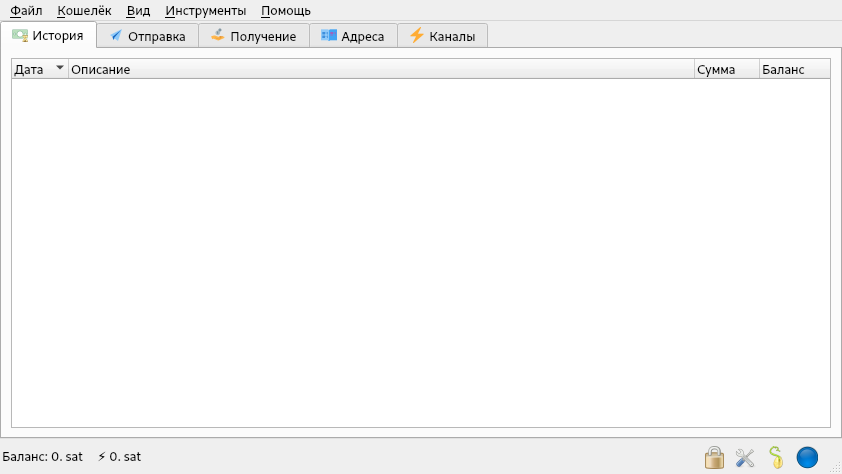 Файл Кошелёк Вид Инструменты Помощь
История Отправка Получение Адреса Каналы
Дата Описание Сумма Баланс
Баланс: 0. sat ⚡ 0. sat